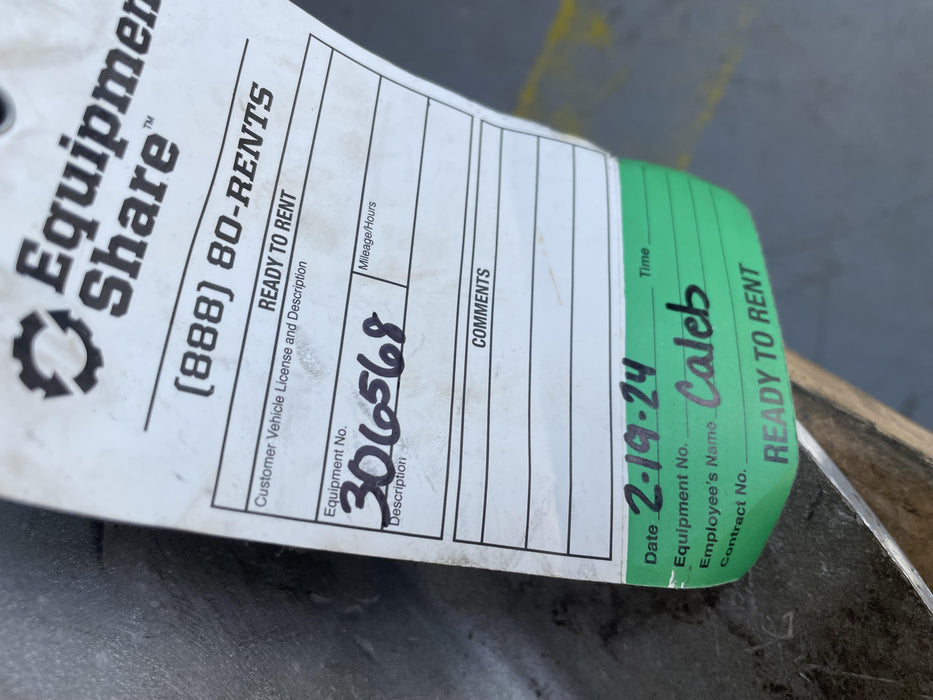 Equipmen
Share™
(888) 80-RENTS
READY TO RENT
Customer Vehicle License and Description
Equipment No. Mileage/Hours
306568
Description
COMMENTS
Date 2-19-24 Time
Equipment No.
Employee's Name Caleb
Contract No.
READY TO RENT